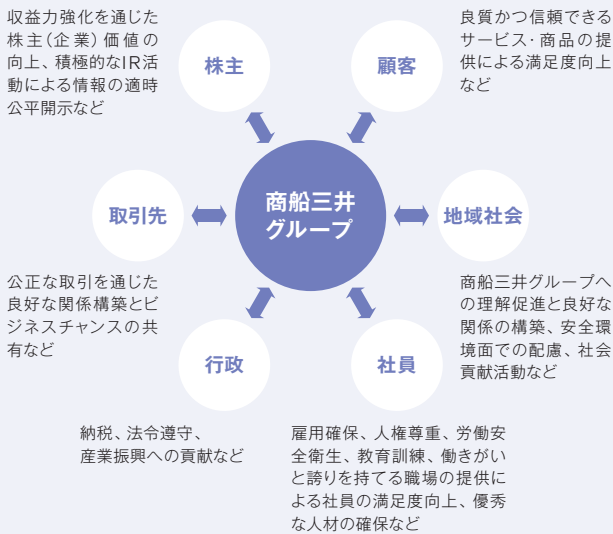 収益力強化を通じた
株主(企業)価値の
向上、積極的なIR活
動による情報の適時
公平開示など
株主
顧客
良質かつ信頼できる
サービス・商品の提
供による満足度向上
など
取引先
商船三井
グループ
地域社会
公正な取引を通じた
良好な関係構築とビ
ジネスチャンスの共
有など
商船三井グループへ
の理解促進と良好な
関係の構築、安全環
境面での配慮、社会
貢献活動など
行政
社員
納税、法令遵守、
産業振興への貢献など
雇用確保、人権尊重、労働安
全衛生、教育訓練、働きがい
と誇りを持てる職場の提供に
よる社員の満足度向上、優秀
な人材の確保など